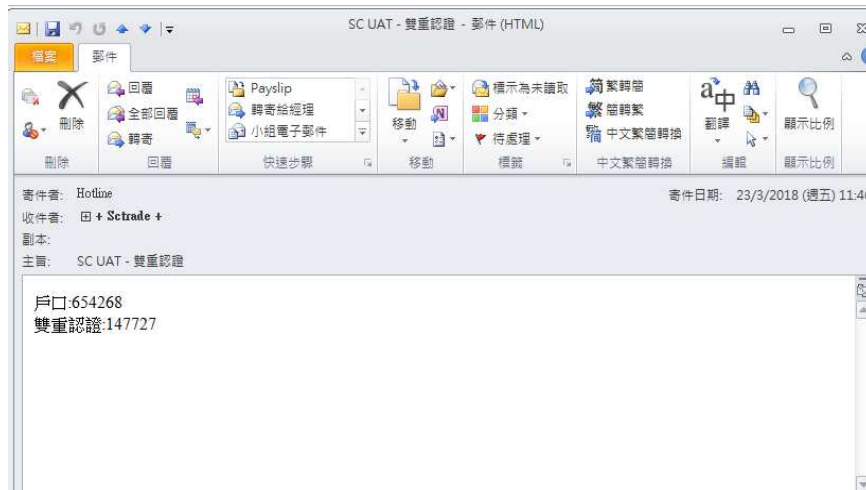 SC UAT - 雙重認證 - 郵件 (HTML)
檔案 郵件
刪除
回覆
全部回覆
轉寄
Payslip
轉寄給經理
小組電子郵件
移動
標示為未讀取
分類
待處理
繁轉簡
簡轉繁
中文繁簡轉換
翻譯
顯示比例
刪除 回覆 快速步驟 移動 標籤 中文繁簡轉換 編輯 顯示比例
寄件者: Hotline 寄件日期: 23/3/2018 (週五) 11:46
收件者: + Sctrade +
副本:
主旨: SC UAT - 雙重認證
戶口:654268
雙重認證:147727